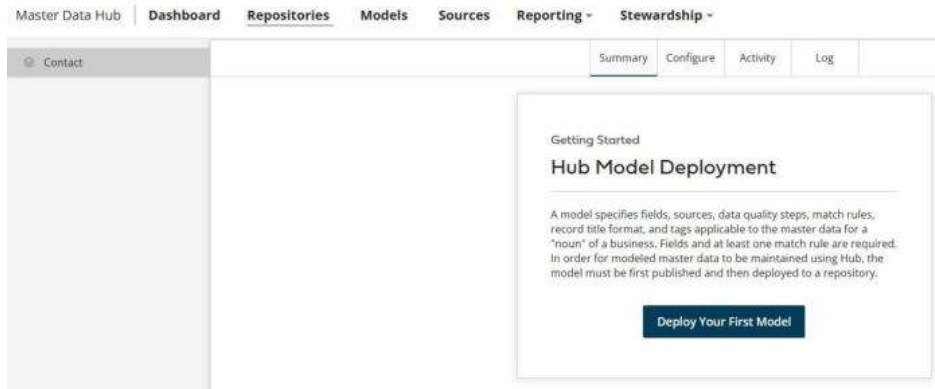 Master Data Hub Dashboard Repositories Models Sources Reporting Stewardship
Contact
Summary Configure Activity Log
Getting Started
Hub Model Deployment
A model specifies fields, sources, data quality steps, match rules,
record title format, and tags applicable to the master data for a
"noun" of a business. Fields and at least one match rule are required.
In order for modeled master data to be maintained using Hub, the
model must be first published and then deployed to a repository.
Deploy Your First Model